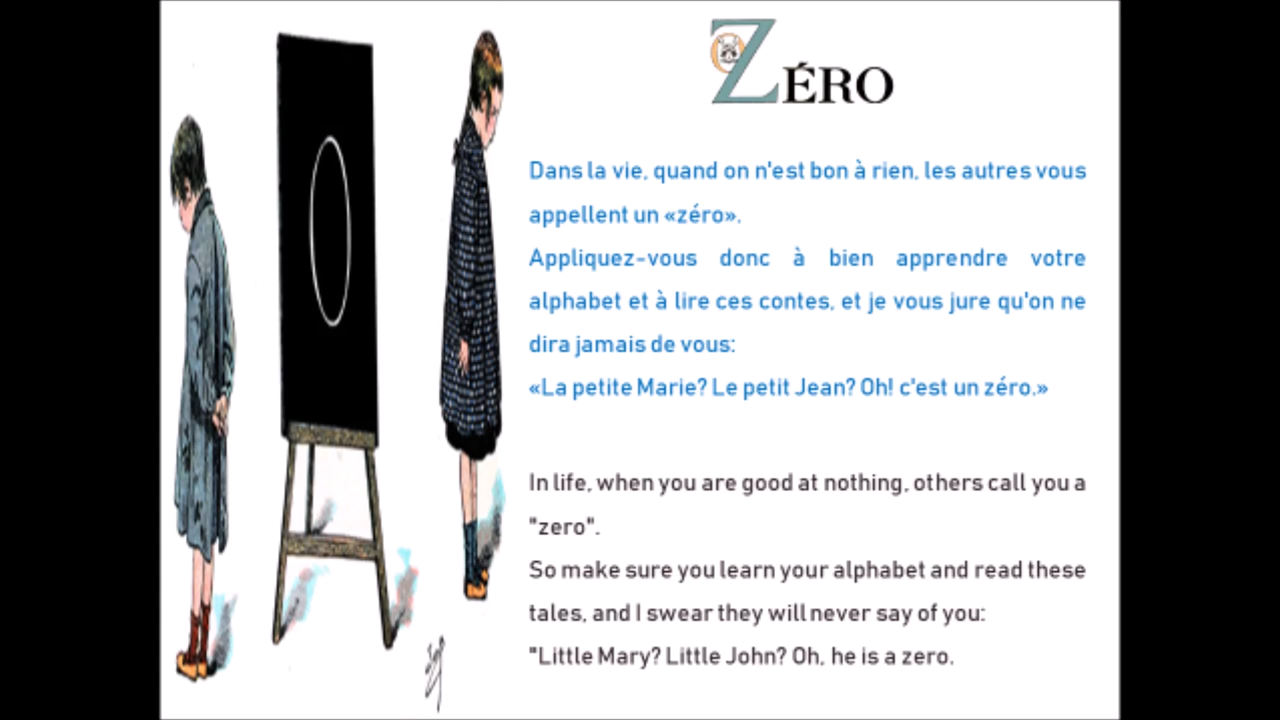 ZÉRO
Dans la vie, quand on n'est bon à rien, les autres vous
appellent un «zéro».
Appliquez-vous donc à bien apprendre votre
alphabet et à lire ces contes, et je vous jure qu'on ne
dira jamais de vous:
«La petite Marie? Le petit Jean? Oh! c'est un zéro.»
In life, when you are good at nothing, others call you a
"zero".
So make sure you learn your alphabet and read these
tales, and I swear they will never say of you:
"Little Mary? Little John? Oh, he is a zero.